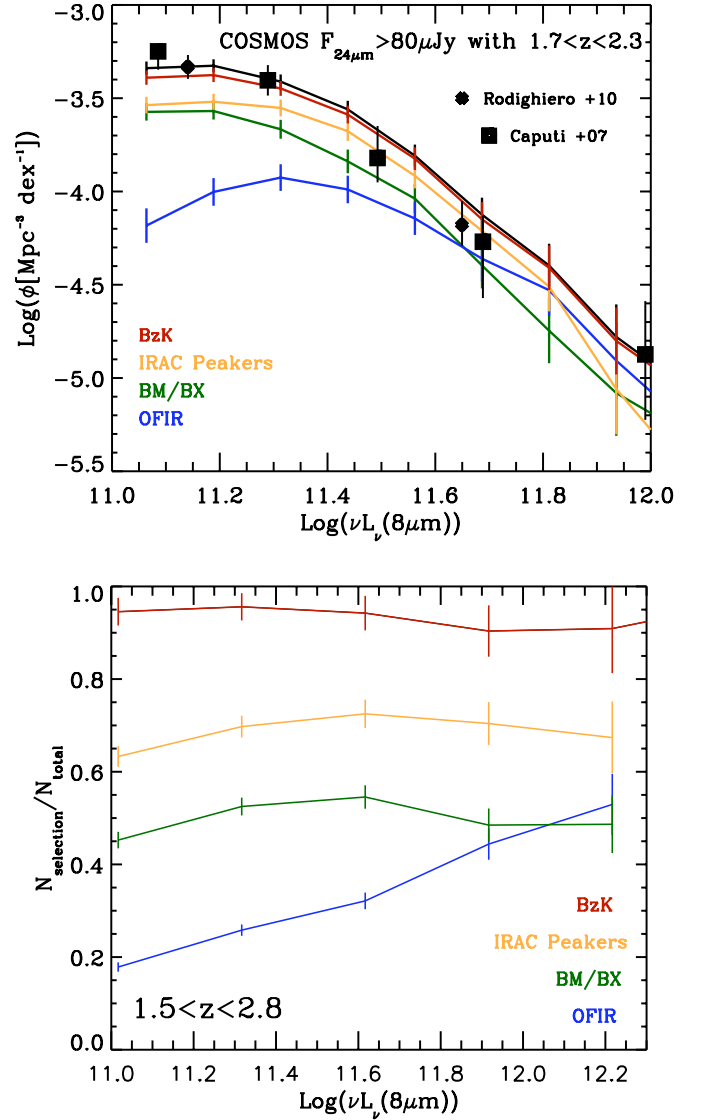 COSMOS F24μm>80μJy with 1.7<z<2.3
Rodighiero +10
Caputi +07
BzK
IRAC Peakers
BM/BX
OFIR
Log(ϕ[Mpc⁻³ dex⁻¹])
-3.0
-3.5
-4.0
-4.5
-5.0
-5.5
11.0 11.2 11.4 11.6 11.8 12.0
Log(νLν(8μm))
1.0
0.8
0.6
0.4
0.2
0.0
Nselection/Ntotal
BzK
IRAC Peakers
BM/BX
OFIR
1.5<z<2.8
11.0 11.2 11.4 11.6 11.8 12.0 12.2
Log(νLν(8μm))